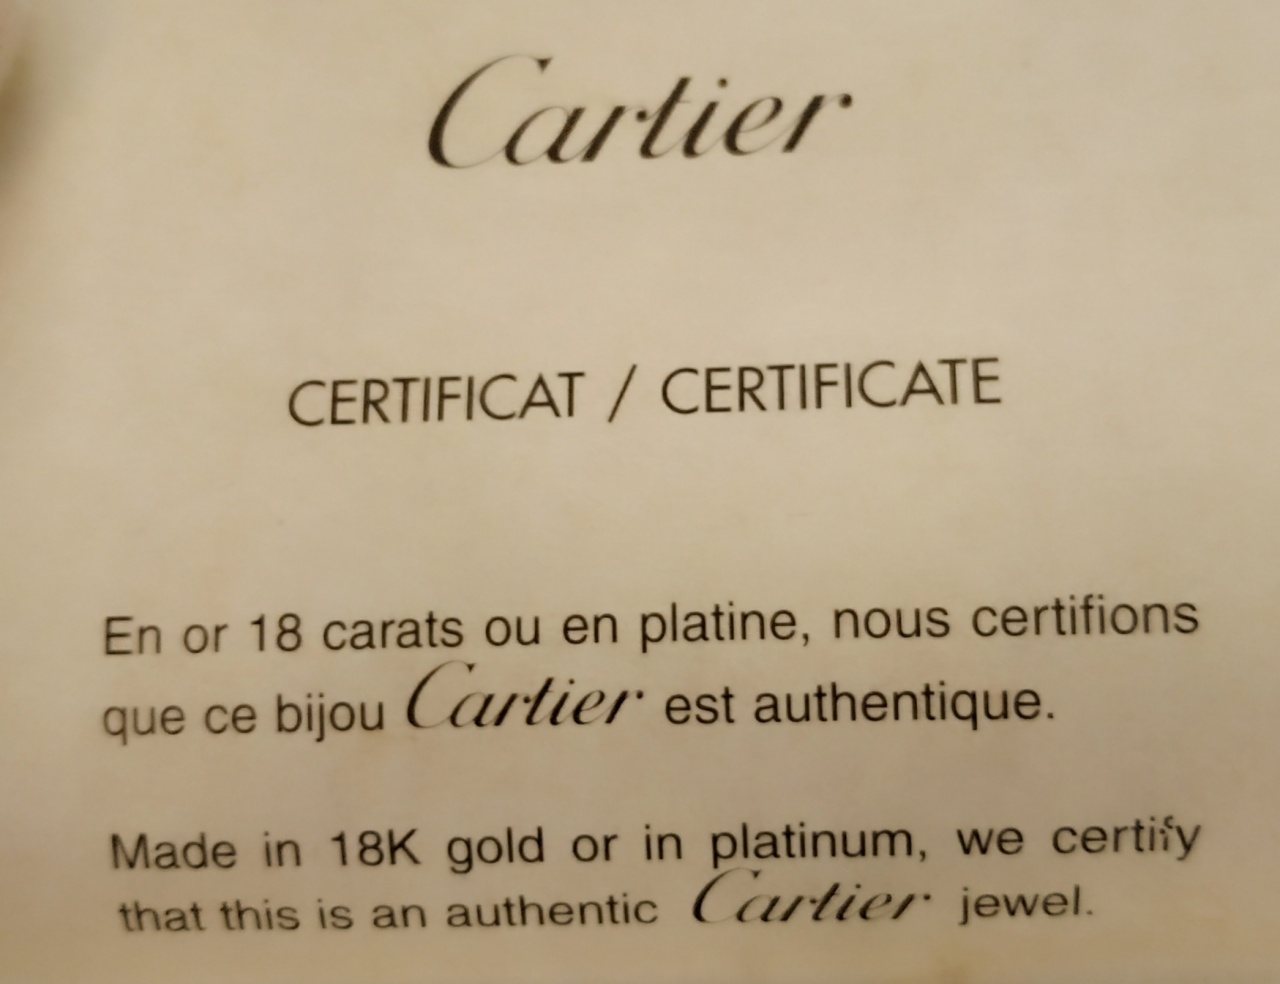 Cartier
CERTIFICAT / CERTIFICATE
En or 18 carats ou en platine, nous certifions
que ce bijou Cartier est authentique.
Made in 18K gold or in platinum, we certify
that this is an authentic Cartier jewel.